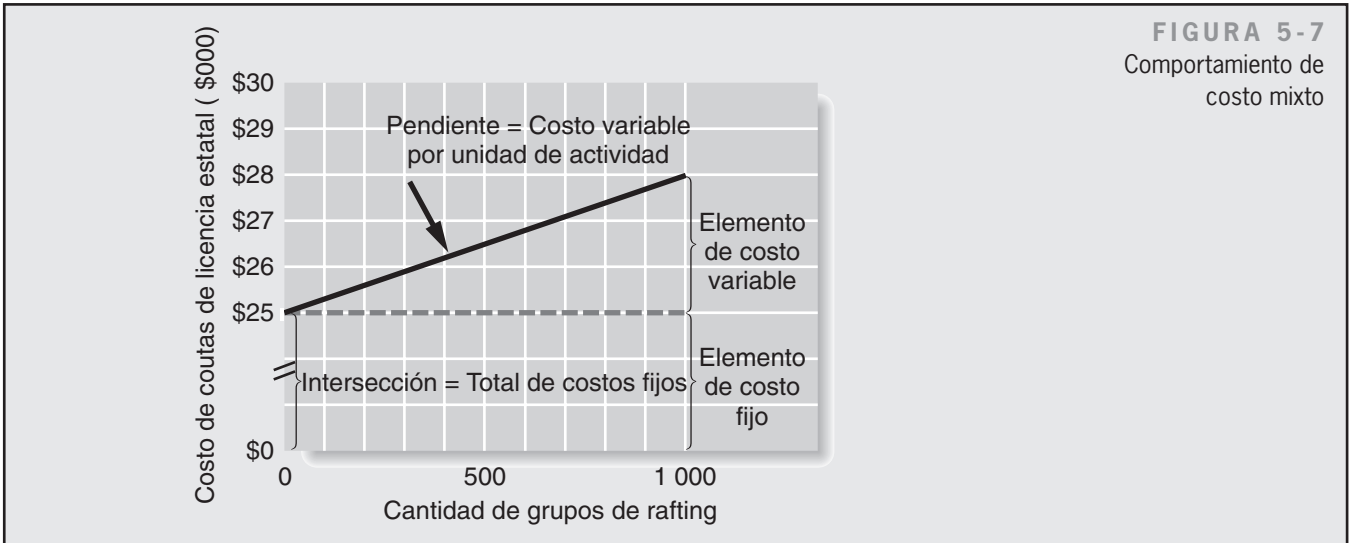 FIGURA 5-7
Comportamiento de
costo mixto
Costo de coutas de licencia estatal ( $000)
$30
$29
$28
$27
$26
$25
$0
Pendiente = Costo variable
por unidad de actividad
Elemento
de costo
variable
Intersección = Total de costos fijos
Elemento
de costo
fijo
0
500
1 000
Cantidad de grupos de rafting